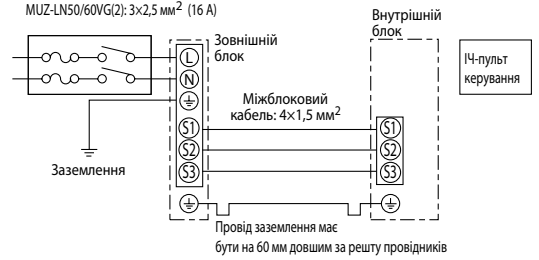 MUZ-LN50/60VG(2): 3×2,5 мм² (16 А)
Зовнішній
блок
Внутрішній
блок
ІЧ-пульт
керування
L
N
Міжблоковий
кабель: 4×1,5 мм²
S1
S2
S3
S1
S2
S3
Заземлення
Провід заземлення має
бути на 60 мм довшим за решту провідників